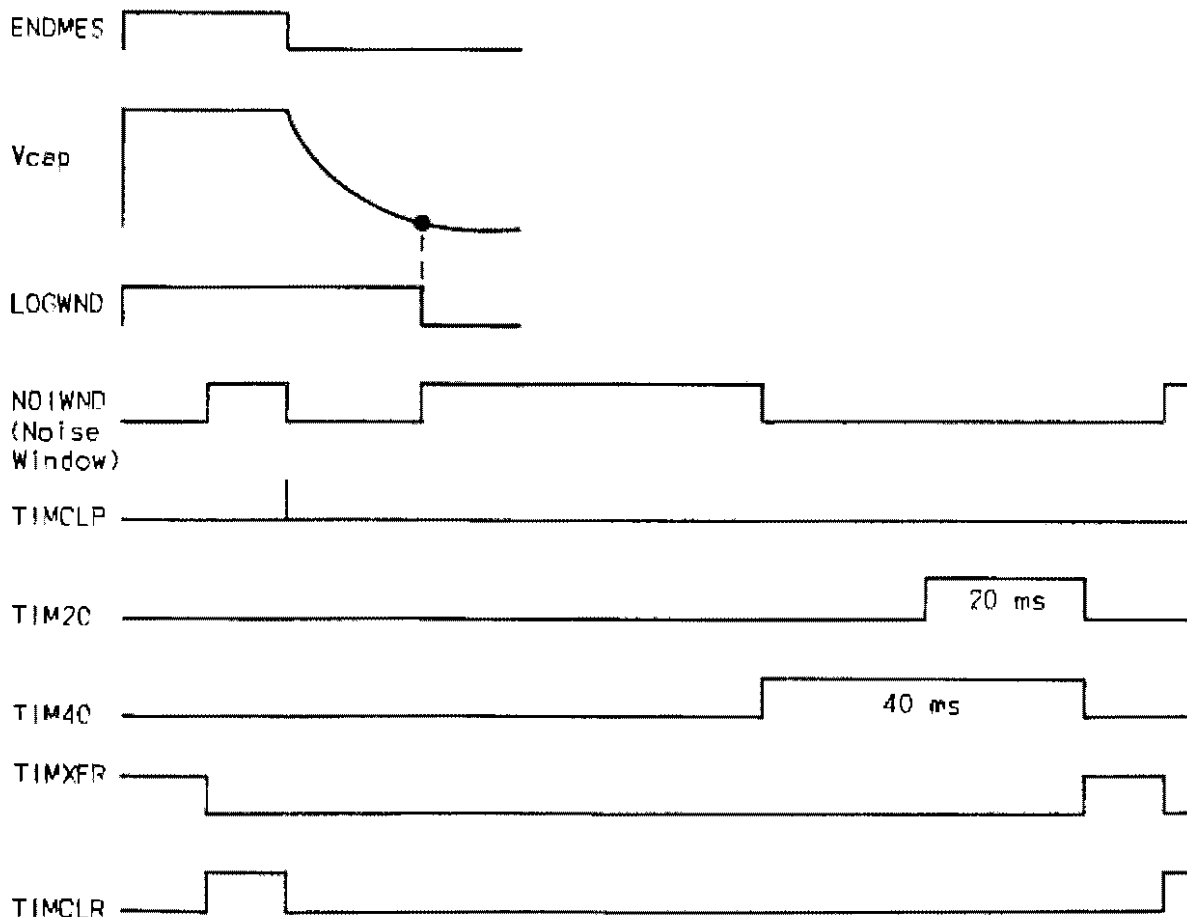 ENDMES
Vcap
LOGWND
NOIWND
(Noise
Window)
TIMCLP
TIM20
20 ms
TIM40
40 ms
TIMXFR
TIMCLR